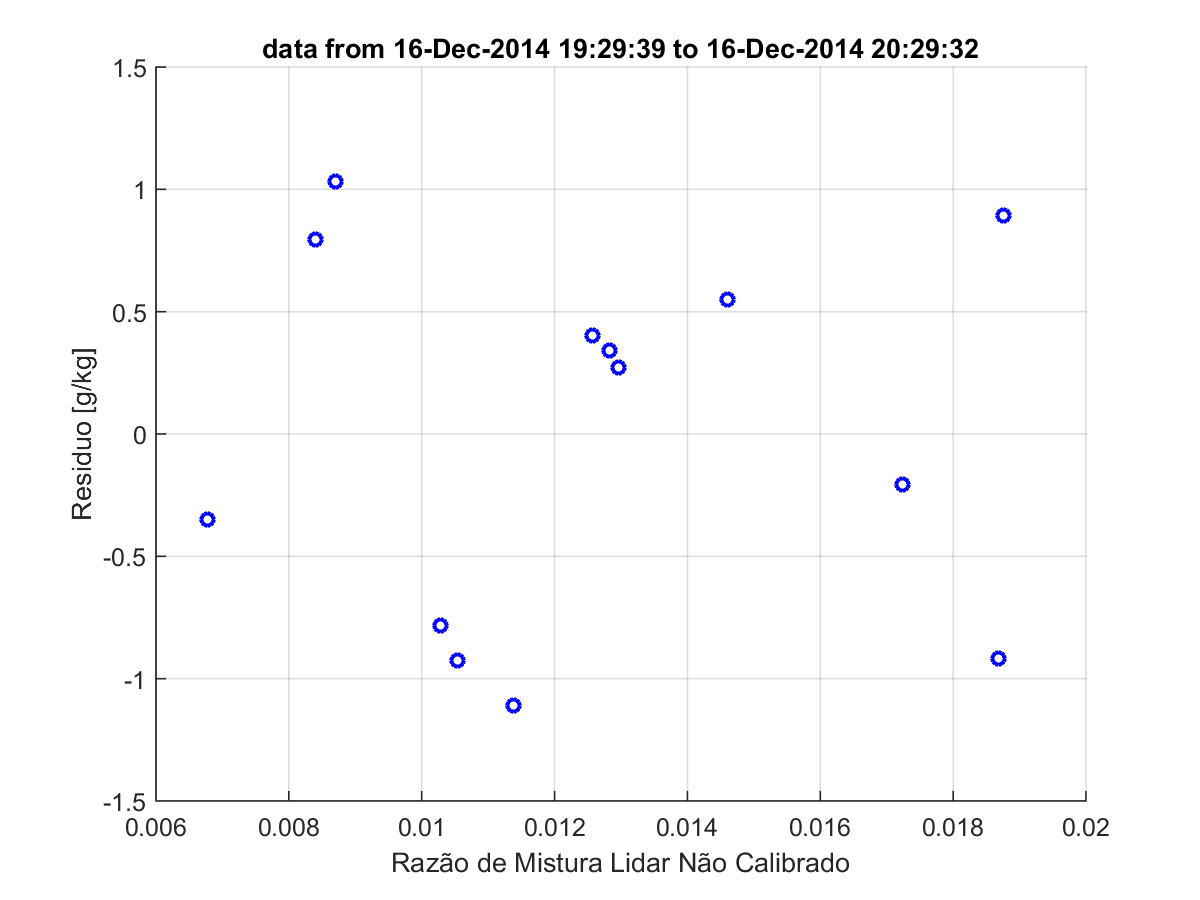 data from 16-Dec-2014 19:29:39 to 16-Dec-2014 20:29:32
1.5
1
0.5
0
-0.5
-1
-1.5
Residuo [g/kg]
0.006 0.008 0.01 0.012 0.014 0.016 0.018 0.02
Razão de Mistura Lidar Não Calibrado